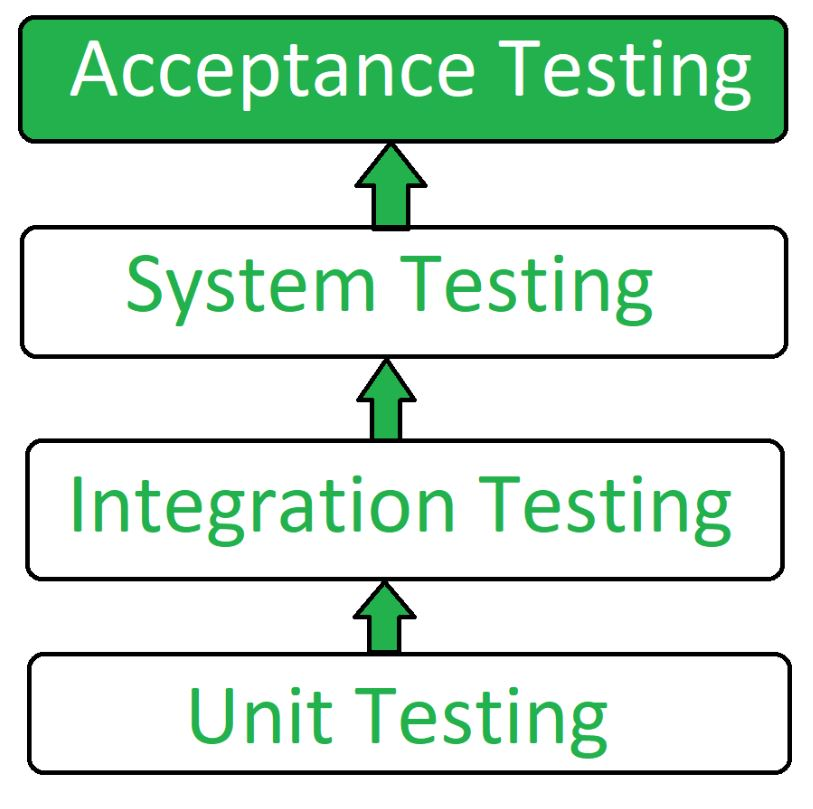 Acceptance Testing
System Testing
Integration Testing
Unit Testing